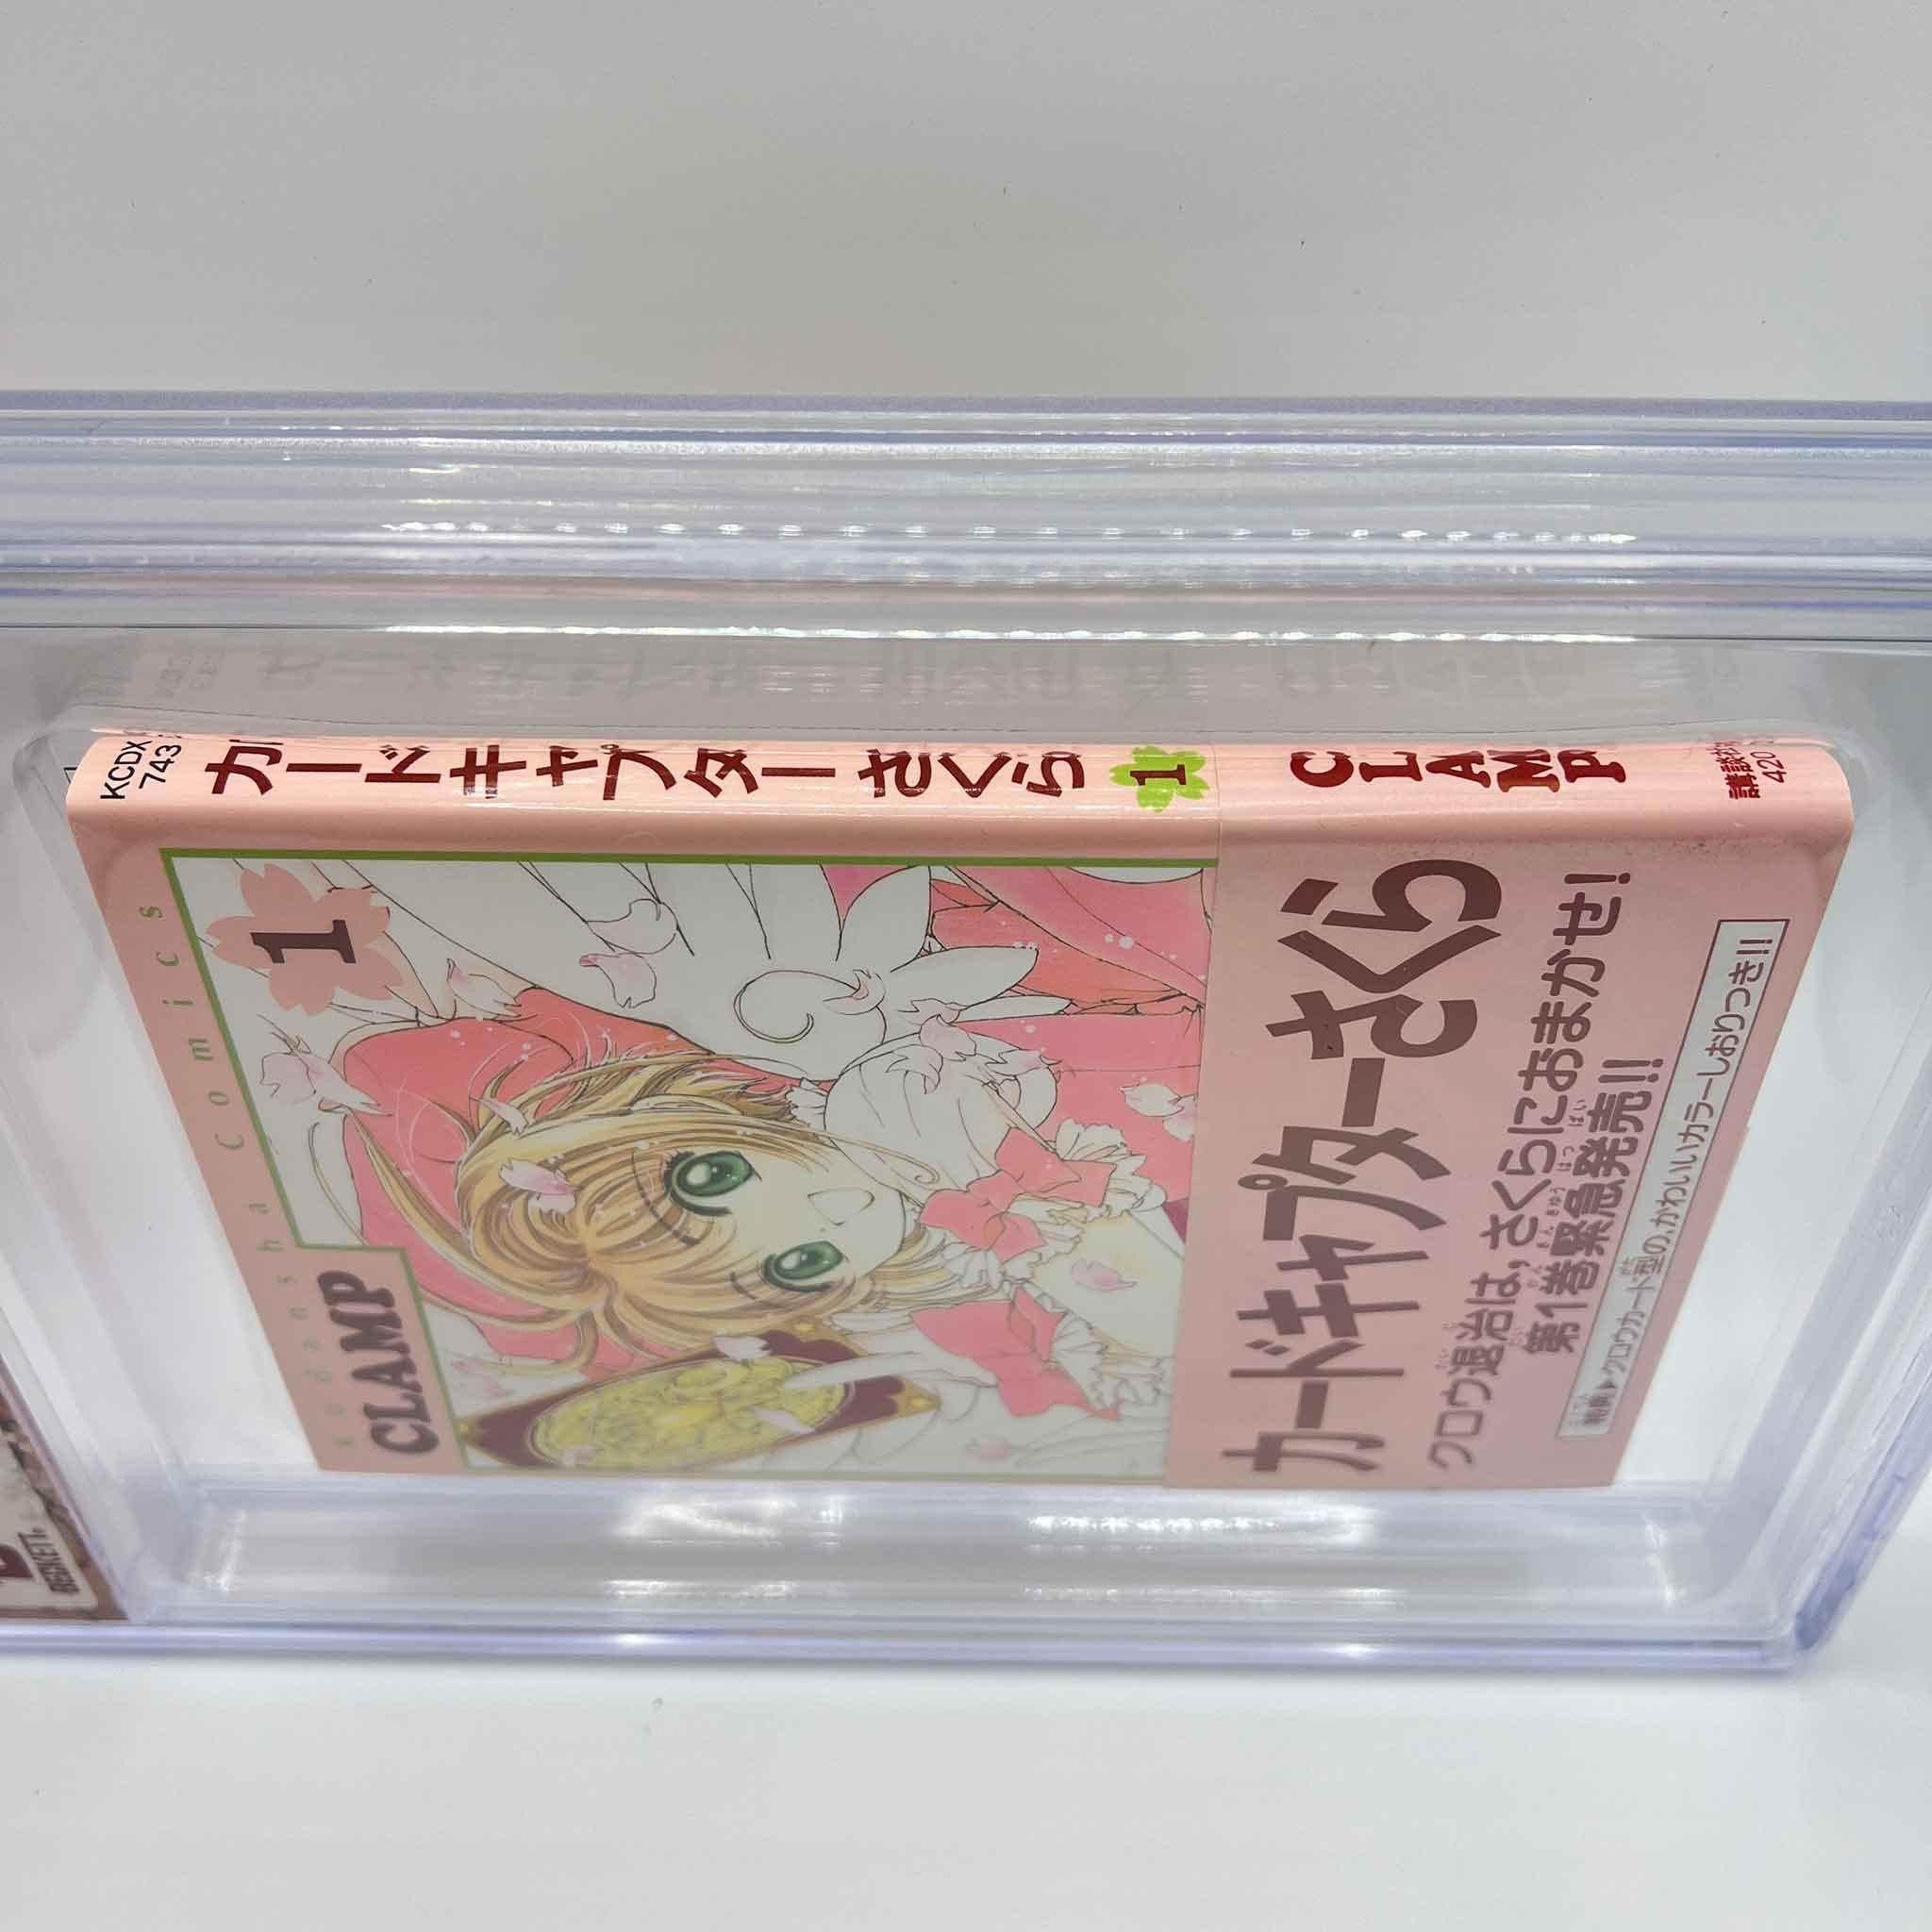 KCDX
743
カードキャプターさくら
1
CLAMP
講談社
420
Kodansha Comics
1
CLAMP
カードキャプターさくら
クロウ退治は，さくらにおまかせ！
第1巻緊急発売!!
特典▶クロウカード型の、かわいいカラーしおりつき!!
BECKETT